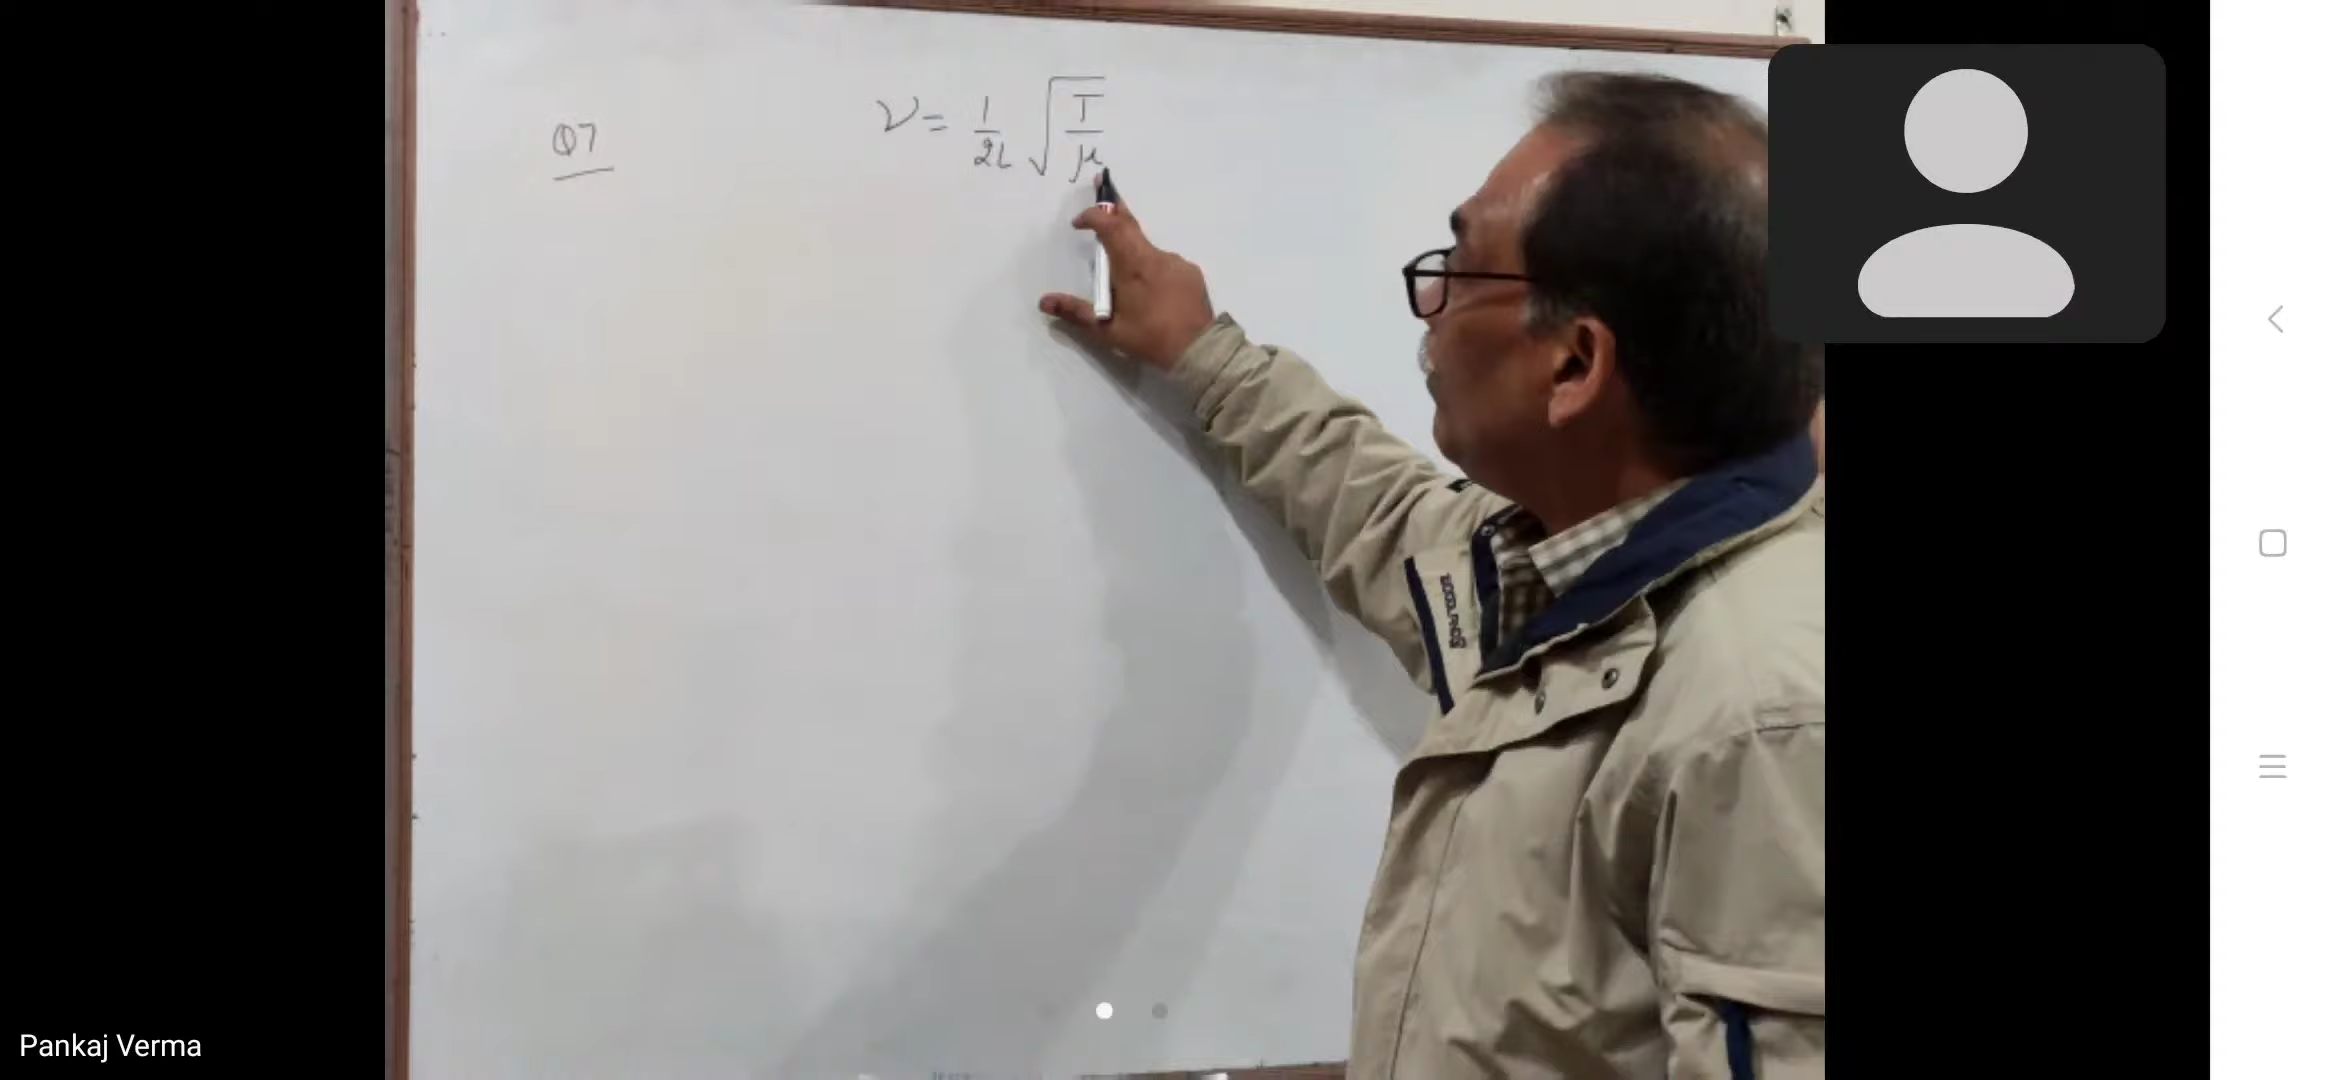 Q7
ν = 1/2L √T/μ
Pankaj Verma